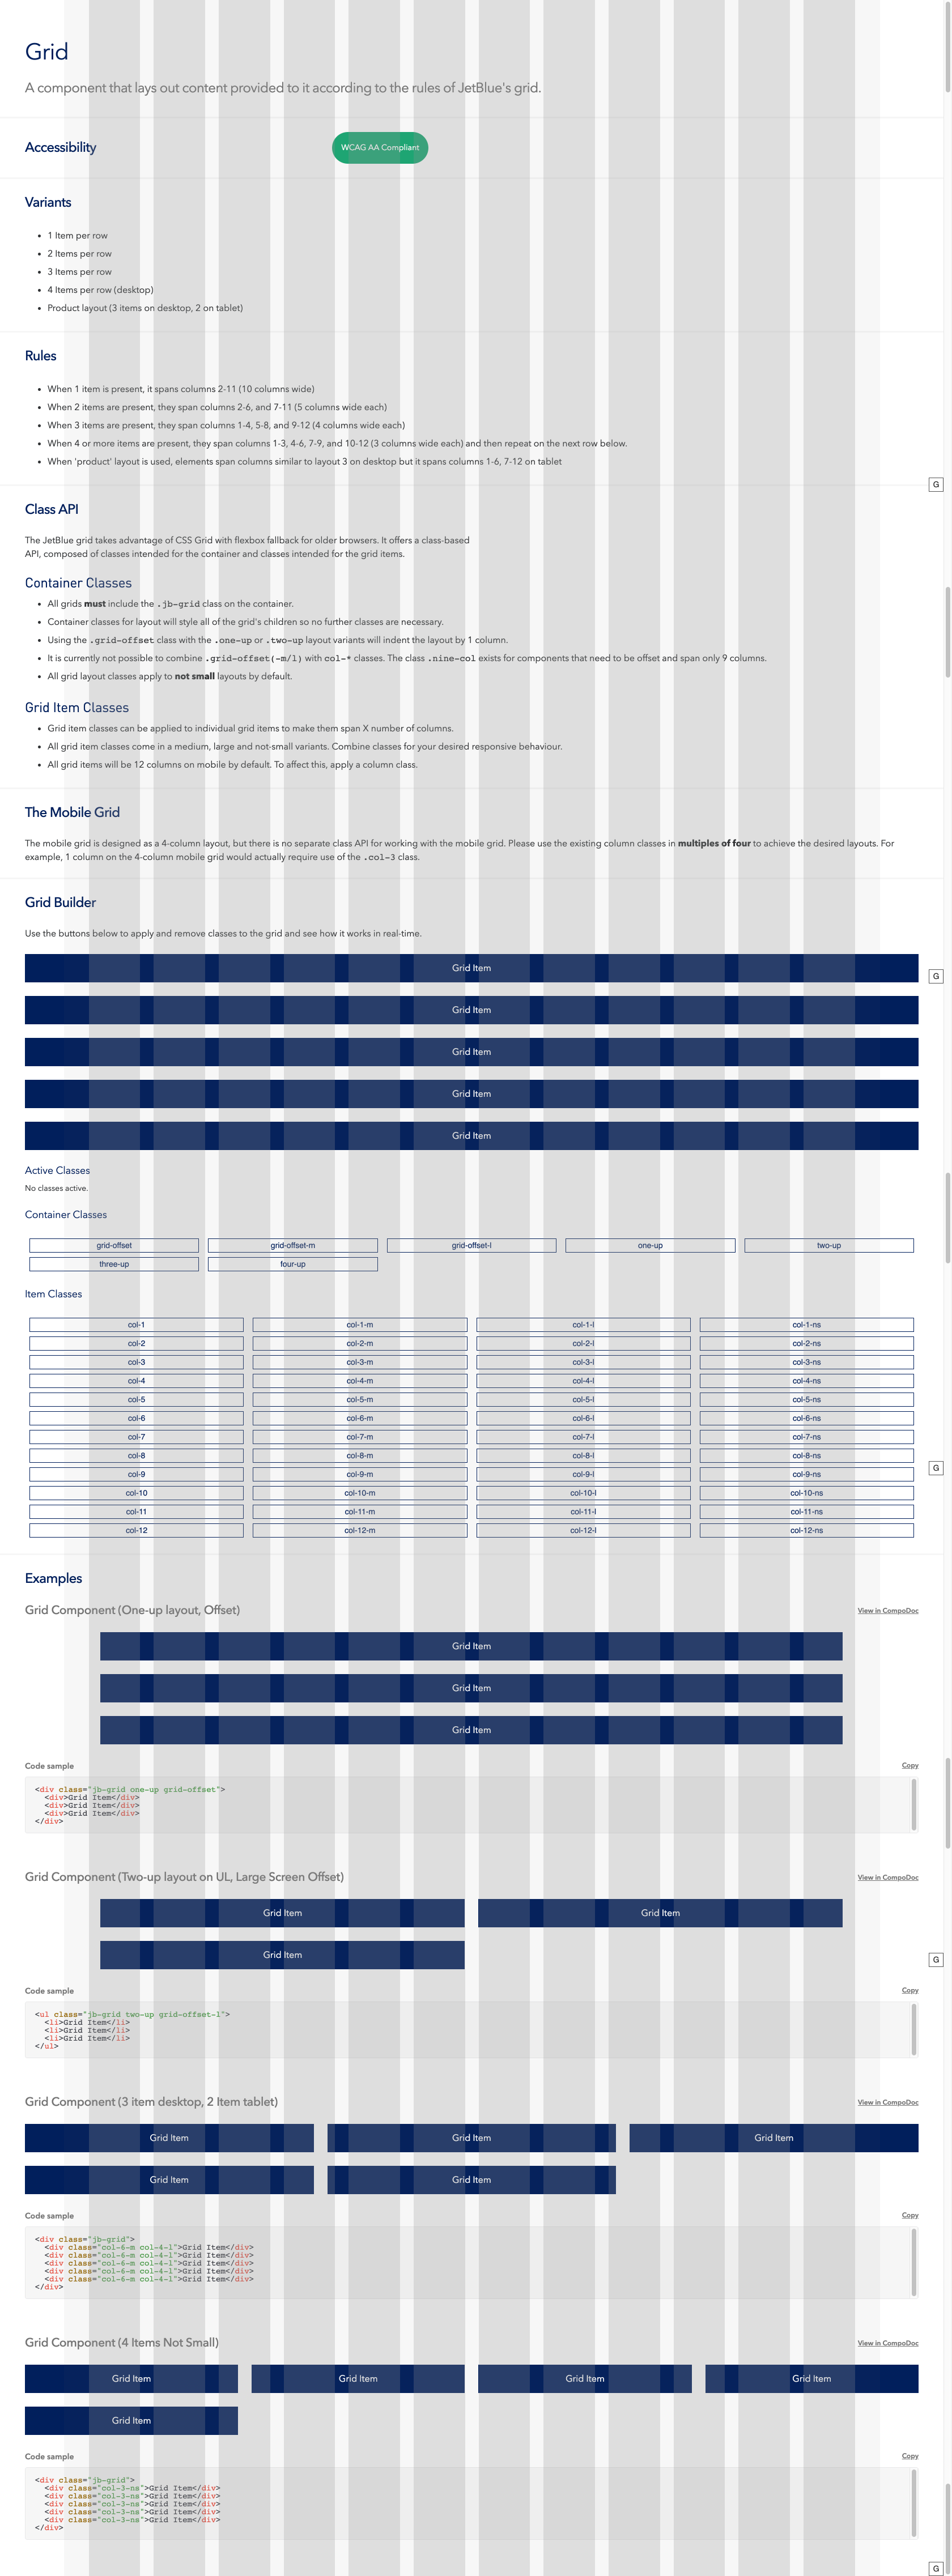 Grid
A component that lays out content provided to it according to the rules of JetBlue's grid.
Accessibility
WCAG AA Compliant
Variants
• 1 Item per row
• 2 Items per row
• 3 Items per row
• 4 Items per row (desktop)
• Product layout (3 items on desktop, 2 on tablet)
Rules
• When 1 item is present, it spans columns 2-11 (10 columns wide)
• When 2 items are present, they span columns 2-6, and 7-11 (5 columns wide each)
• When 3 items are present, they span columns 1-4, 5-8, and 9-12 (4 columns wide each)
• When 4 or more items are present, they span columns 1-3, 4-6, 7-9, and 10-12 (3 columns wide each) and then repeat on the next row below.
• When 'product' layout is used, elements span columns similar to layout 3 on desktop but it spans columns 1-6, 7-12 on tablet
G
Class API
The JetBlue grid takes advantage of CSS Grid with flexbox fallback for older browsers. It offers a class-based
API, composed of classes intended for the container and classes intended for the grid items.
Container Classes
• All grids must include the .jb-grid class on the container.
• Container classes for layout will style all of the grid's children so no further classes are necessary.
• Using the .grid-offset class with the .one-up or .two-up layout variants will indent the layout by 1 column.
• It is currently not possible to combine .grid-offset(-m/l) with col-* classes. The class .nine-col exists for components that need to be offset and span only 9 columns.
• All grid layout classes apply to not small layouts by default.
Grid Item Classes
• Grid item classes can be applied to individual grid items to make them span X number of columns.
• All grid item classes come in a medium, large and not-small variants. Combine classes for your desired responsive behaviour.
• All grid items will be 12 columns on mobile by default. To affect this, apply a column class.
The Mobile Grid
The mobile grid is designed as a 4-column layout, but there is no separate class API for working with the mobile grid. Please use the existing column classes in multiples of four to achieve the desired layouts. For
example, 1 column on the 4-column mobile grid would actually require use of the .col-3 class.
Grid Builder
Use the buttons below to apply and remove classes to the grid and see how it works in real-time.
Grid Item
G
Grid Item
Grid Item
Grid Item
Grid Item
Active Classes
No classes active.
Container Classes
grid-offset grid-offset-m grid-offset-l one-up two-up
three-up four-up
Item Classes
col-1 col-1-m col-1-l col-1-ns
col-2 col-2-m col-2-l col-2-ns
col-3 col-3-m col-3-l col-3-ns
col-4 col-4-m col-4-l col-4-ns
col-5 col-5-m col-5-l col-5-ns
col-6 col-6-m col-6-l col-6-ns
col-7 col-7-m col-7-l col-7-ns
col-8 col-8-m col-8-l col-8-ns
col-9 col-9-m col-9-l col-9-ns
G
col-10 col-10-m col-10-l col-10-ns
col-11 col-11-m col-11-l col-11-ns
col-12 col-12-m col-12-l col-12-ns
Examples
Grid Component (One-up layout, Offset) View in CompoDoc
Grid Item
Grid Item
Grid Item
Code sample Copy
<div class="jb-grid one-up grid-offset">
<div>Grid Item</div>
<div>Grid Item</div>
<div>Grid Item</div>
</div>
Grid Component (Two-up layout on UL, Large Screen Offset) View in CompoDoc
Grid Item Grid Item
Grid Item
G
Code sample Copy
<ul class="jb-grid two-up grid-offset-l">
<li>Grid Item</li>
<li>Grid Item</li>
<li>Grid Item</li>
</ul>
Grid Component (3 item desktop, 2 Item tablet) View in CompoDoc
Grid Item Grid Item Grid Item
Grid Item Grid Item
Code sample Copy
<div class="jb-grid">
<div class="col-6-m col-4-l">Grid Item</div>
<div class="col-6-m col-4-l">Grid Item</div>
<div class="col-6-m col-4-l">Grid Item</div>
<div class="col-6-m col-4-l">Grid Item</div>
<div class="col-6-m col-4-l">Grid Item</div>
</div>
Grid Component (4 Items Not Small) View in CompoDoc
Grid Item Grid Item Grid Item Grid Item
Grid Item
Code sample Copy
<div class="jb-grid">
<div class="col-3-ns">Grid Item</div>
<div class="col-3-ns">Grid Item</div>
<div class="col-3-ns">Grid Item</div>
<div class="col-3-ns">Grid Item</div>
<div class="col-3-ns">Grid Item</div>
</div>
G